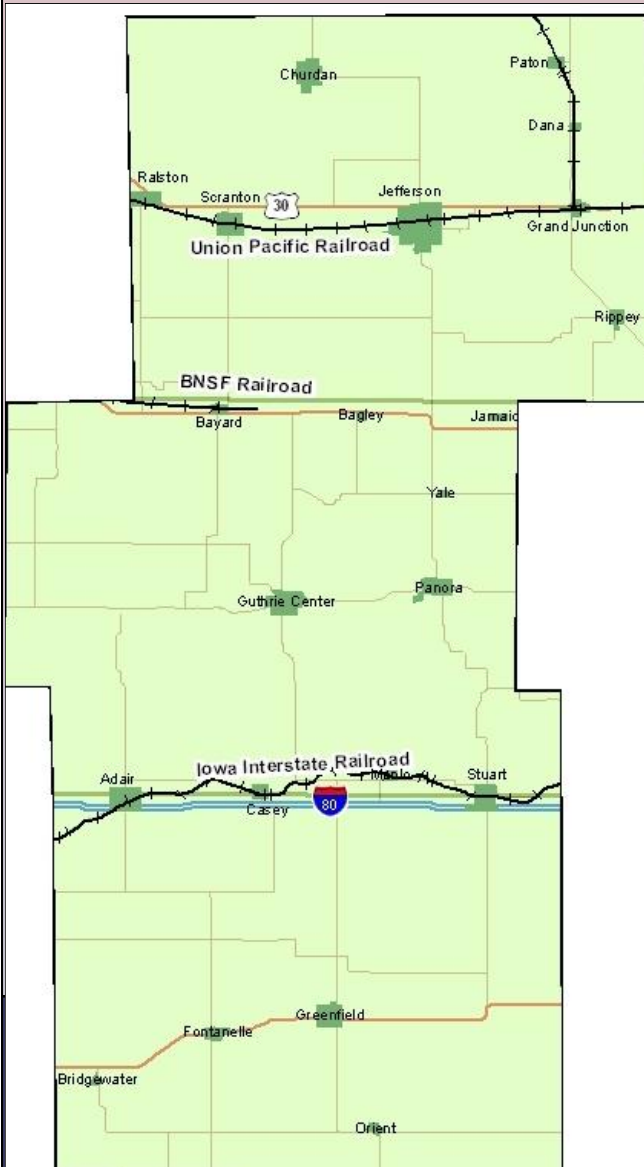 Churdan
Paton
Dana
Ralston
Scranton
30
Jefferson
Grand Junction
Union Pacific Railroad
Rippey
BNSF Railroad
Bayard
Bagley
Jamaic
Yale
Guthrie Center
Panora
Iowa Interstate Railroad
Adair
Stuart
Casey
80
Greenfield
Fontanelle
Bridgewater
Orient